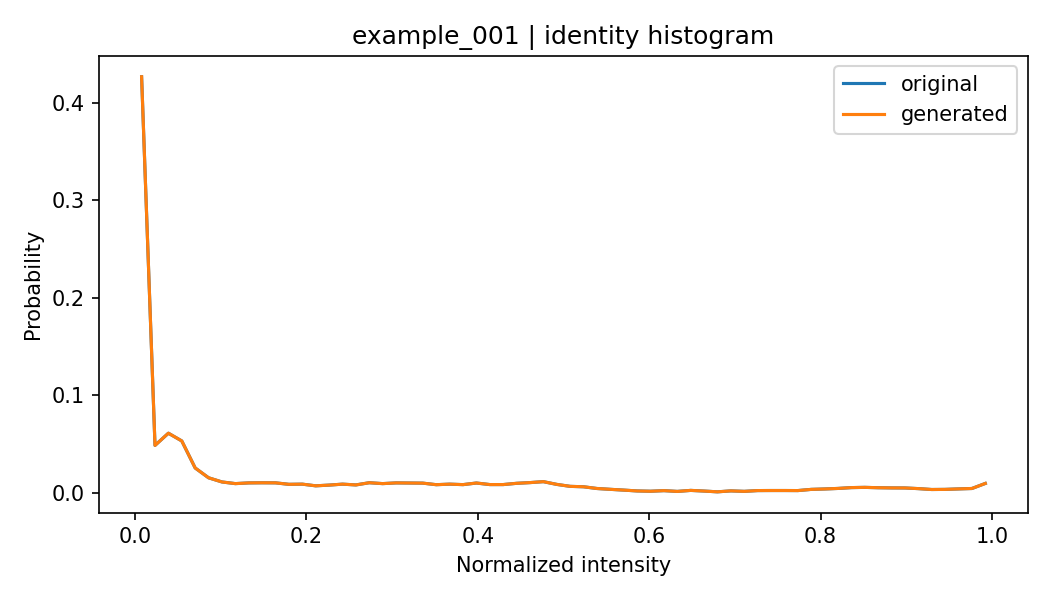 example_001 | identity histogram
original
generated
0.4
0.3
0.2
0.1
0.0
Probability
0.0 0.2 0.4 0.6 0.8 1.0
Normalized intensity